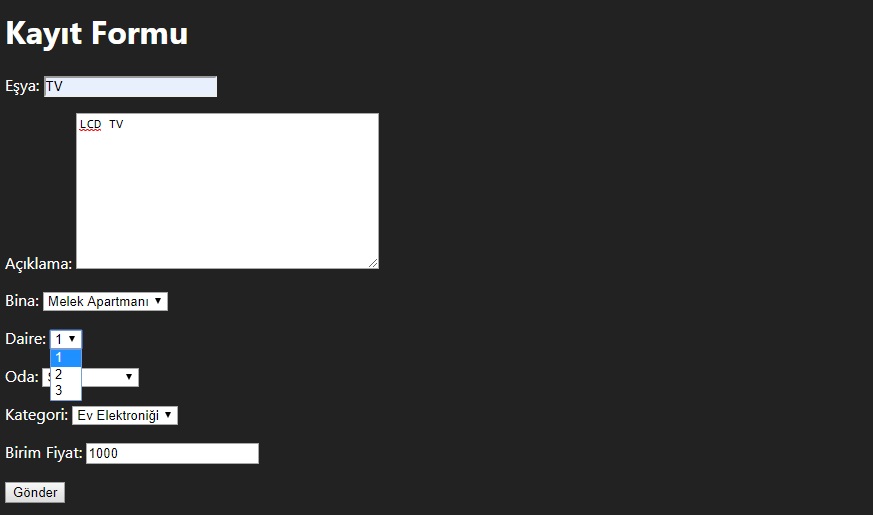 Kayıt Formu
Eşya: TV
LCD TV
Açıklama:
Bina: Melek Apartmanı
Daire: 1
1
2
3
Oda:
Kategori: Ev Elektroniği
Birim Fiyat: 1000
Gönder